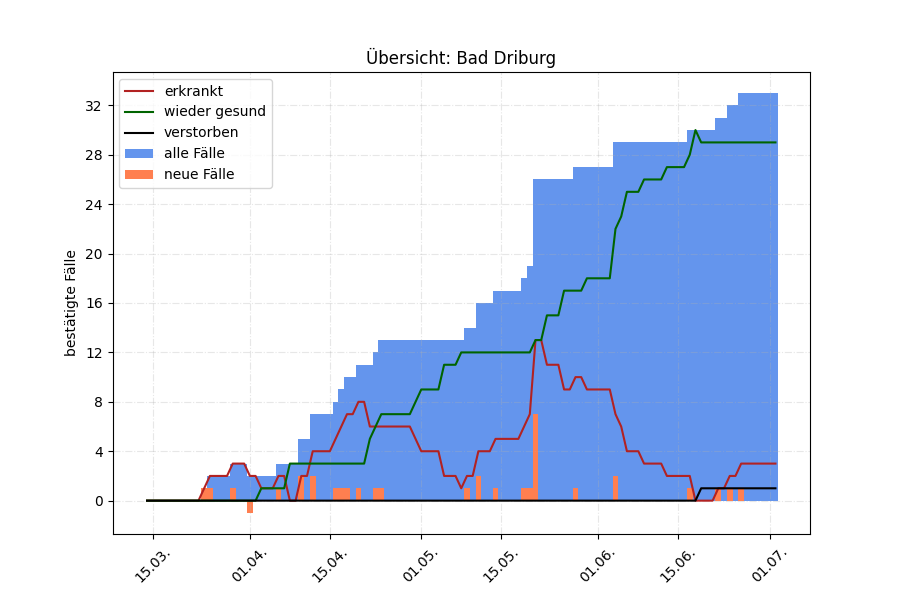 Übersicht: Bad Driburg
erkrankt
wieder gesund
verstorben
alle Fälle
neue Fälle
bestätigte Fälle
32
28
24
20
16
12
8
4
0
15.03.
01.04.
15.04.
01.05.
15.05.
01.06.
15.06.
01.07.